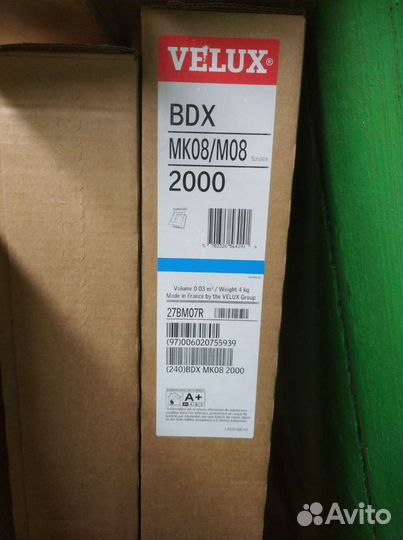 VELUX®
BDX
MK08/M08
2000
Volume 0.03 m³ / Weight 4 kg
Made in France by the VELUX Group
27BM07R
(97)006020755939
(240)BDX MK08 2000
A+
Avito